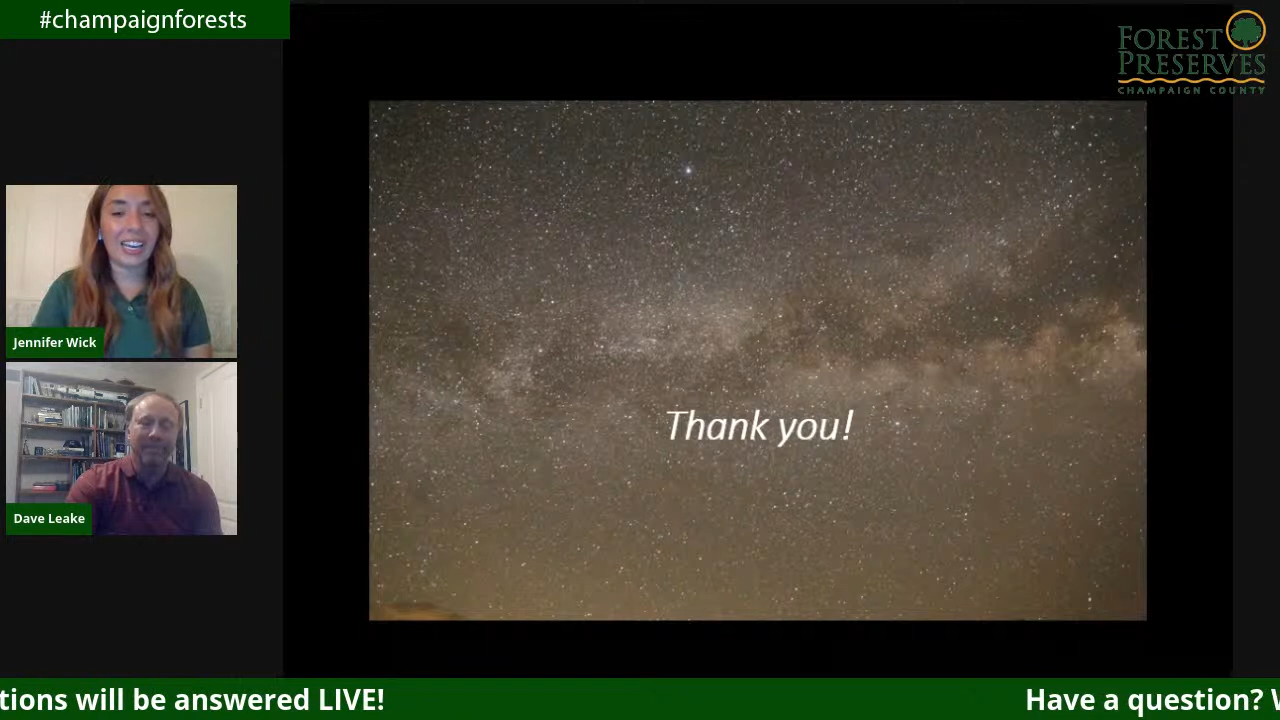 #champaignforests
FOREST
PRESERVES
CHAMPAIGN COUNTY
Jennifer Wick
Dave Leake
Thank you!
tions will be answered LIVE!
Have a question? W